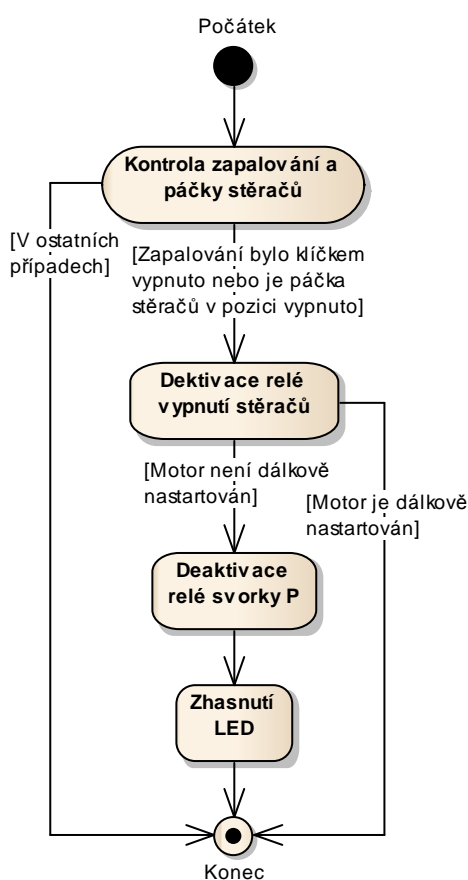 Počátek
Kontrola zapalování a
páčky stěračů
[V ostatních
případech]
[Zapalování bylo klíčkem
vypnuto nebo je páčka
stěračů v pozici vypnuto]
Dektivace relé
vypnutí stěračů
[Motor není dálkově
nastartován]
[Motor je dálkově
nastartován]
Deaktivace
relé svorky P
Zhasnutí
LED
Konec